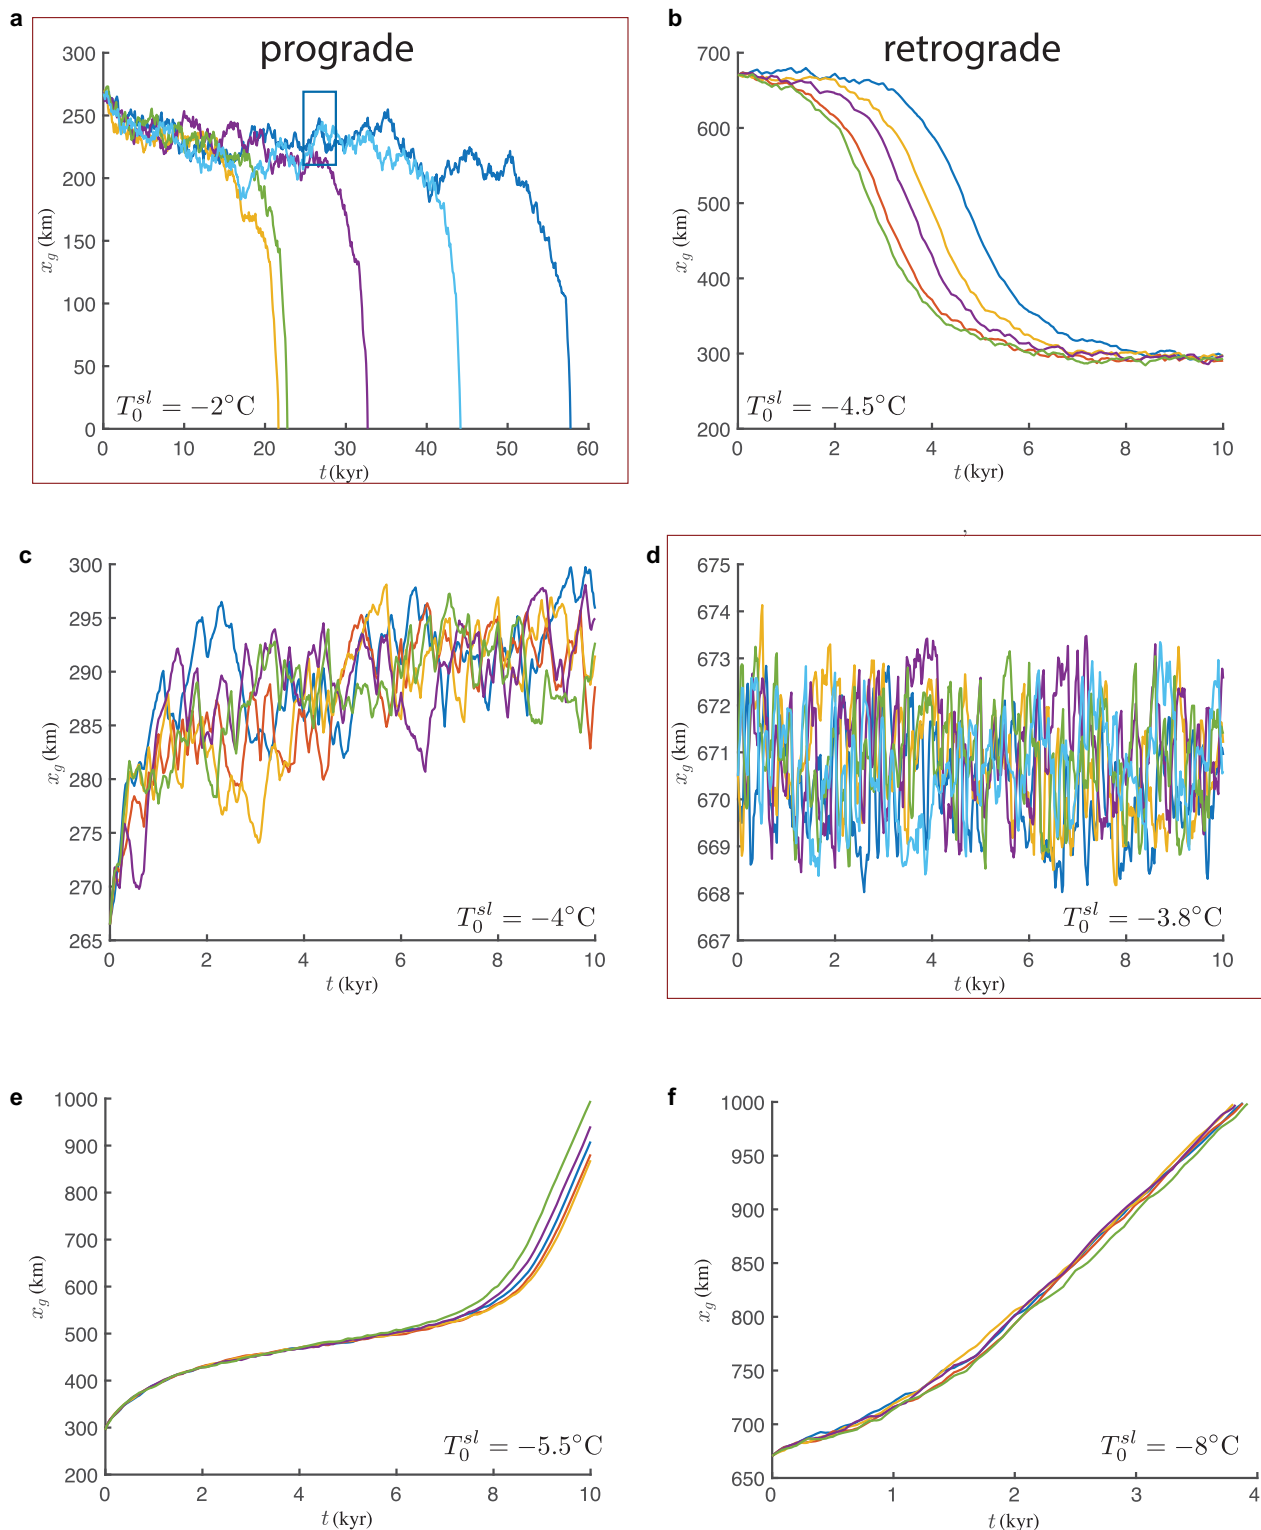 a
prograde
300
250
200
150
100
50
0
x_g (km)
T_0^{sl} = −2°C
0 10 20 30 40 50 60
t (kyr)
b
retrograde
700
600
500
400
300
200
x_g (km)
T_0^{sl} = −4.5°C
0 2 4 6 8 10
t (kyr)
c
300
295
290
285
280
275
270
265
x_g (km)
T_0^{sl} = −4°C
0 2 4 6 8 10
t (kyr)
,
d
675
674
673
672
671
670
669
668
667
x_g (km)
T_0^{sl} = −3.8°C
0 2 4 6 8 10
t (kyr)
e
1000
900
800
700
600
500
400
300
200
x_g (km)
T_0^{sl} = −5.5°C
0 2 4 6 8 10
t (kyr)
f
1000
950
900
850
800
750
700
650
x_g (km)
T_0^{sl} = −8°C
0 1 2 3 4
t (kyr)